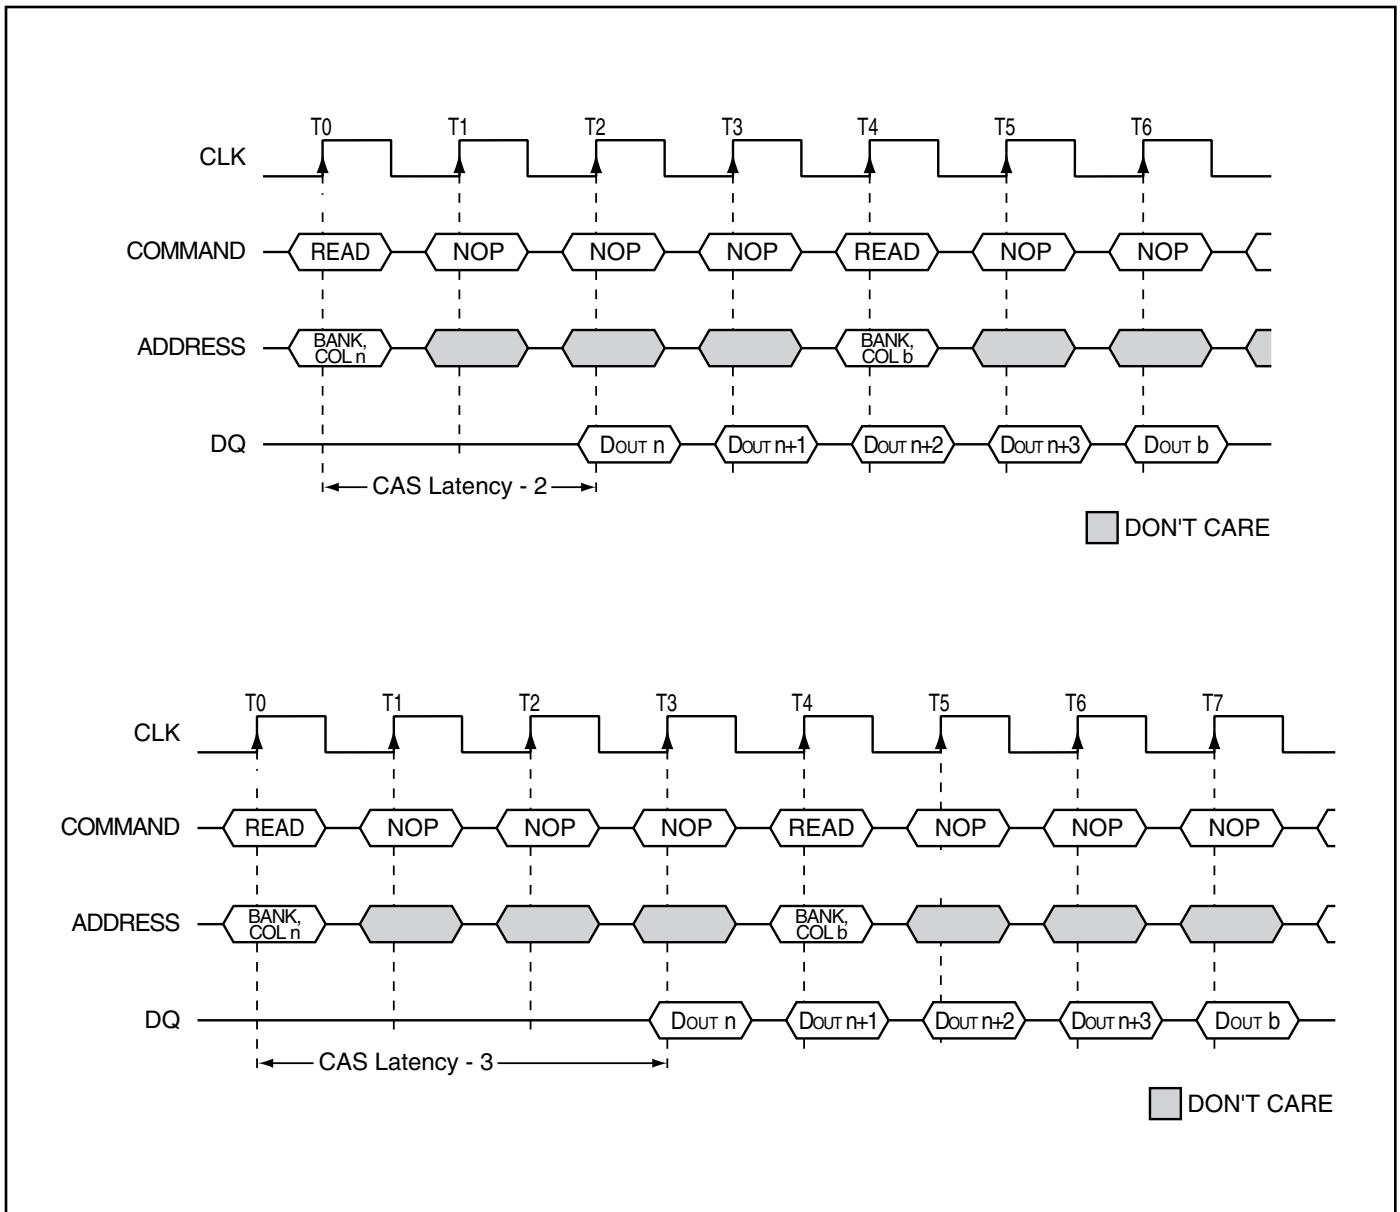 T0 T1 T2 T3 T4 T5 T6
CLK
COMMAND READ NOP NOP NOP READ NOP NOP
ADDRESS BANK, COL n BANK, COL b
DQ DOUT n DOUT n+1 DOUT n+2 DOUT n+3 DOUT b
CAS Latency - 2
DON'T CARE
T0 T1 T2 T3 T4 T5 T6 T7
CLK
COMMAND READ NOP NOP NOP READ NOP NOP NOP
ADDRESS BANK, COL n BANK, COL b
DQ DOUT n DOUT n+1 DOUT n+2 DOUT n+3 DOUT b
CAS Latency - 3
DON'T CARE